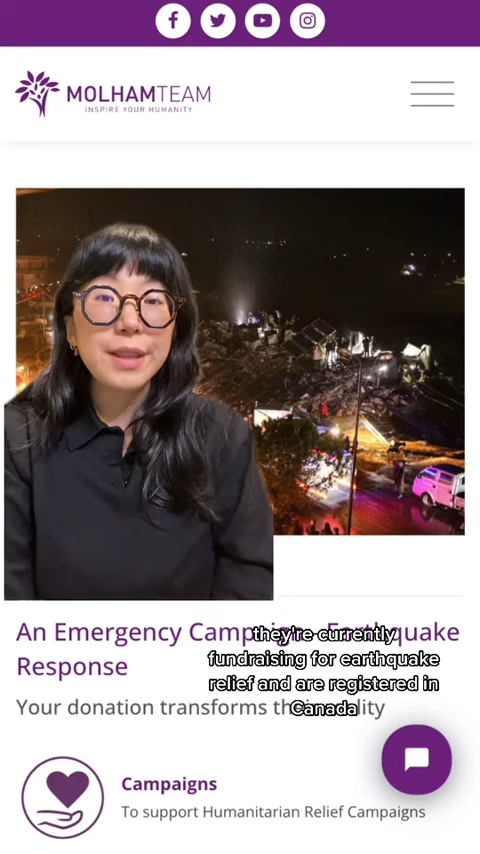 MOLHAMTEAM
INSPIRE YOUR HUMANITY
An Emergency Campaign - Earthquake
Response
they're currently
fundraising for earthquake
relief and are registered in
Canada
Your donation transforms the reality
Campaigns
To support Humanitarian Relief Campaigns